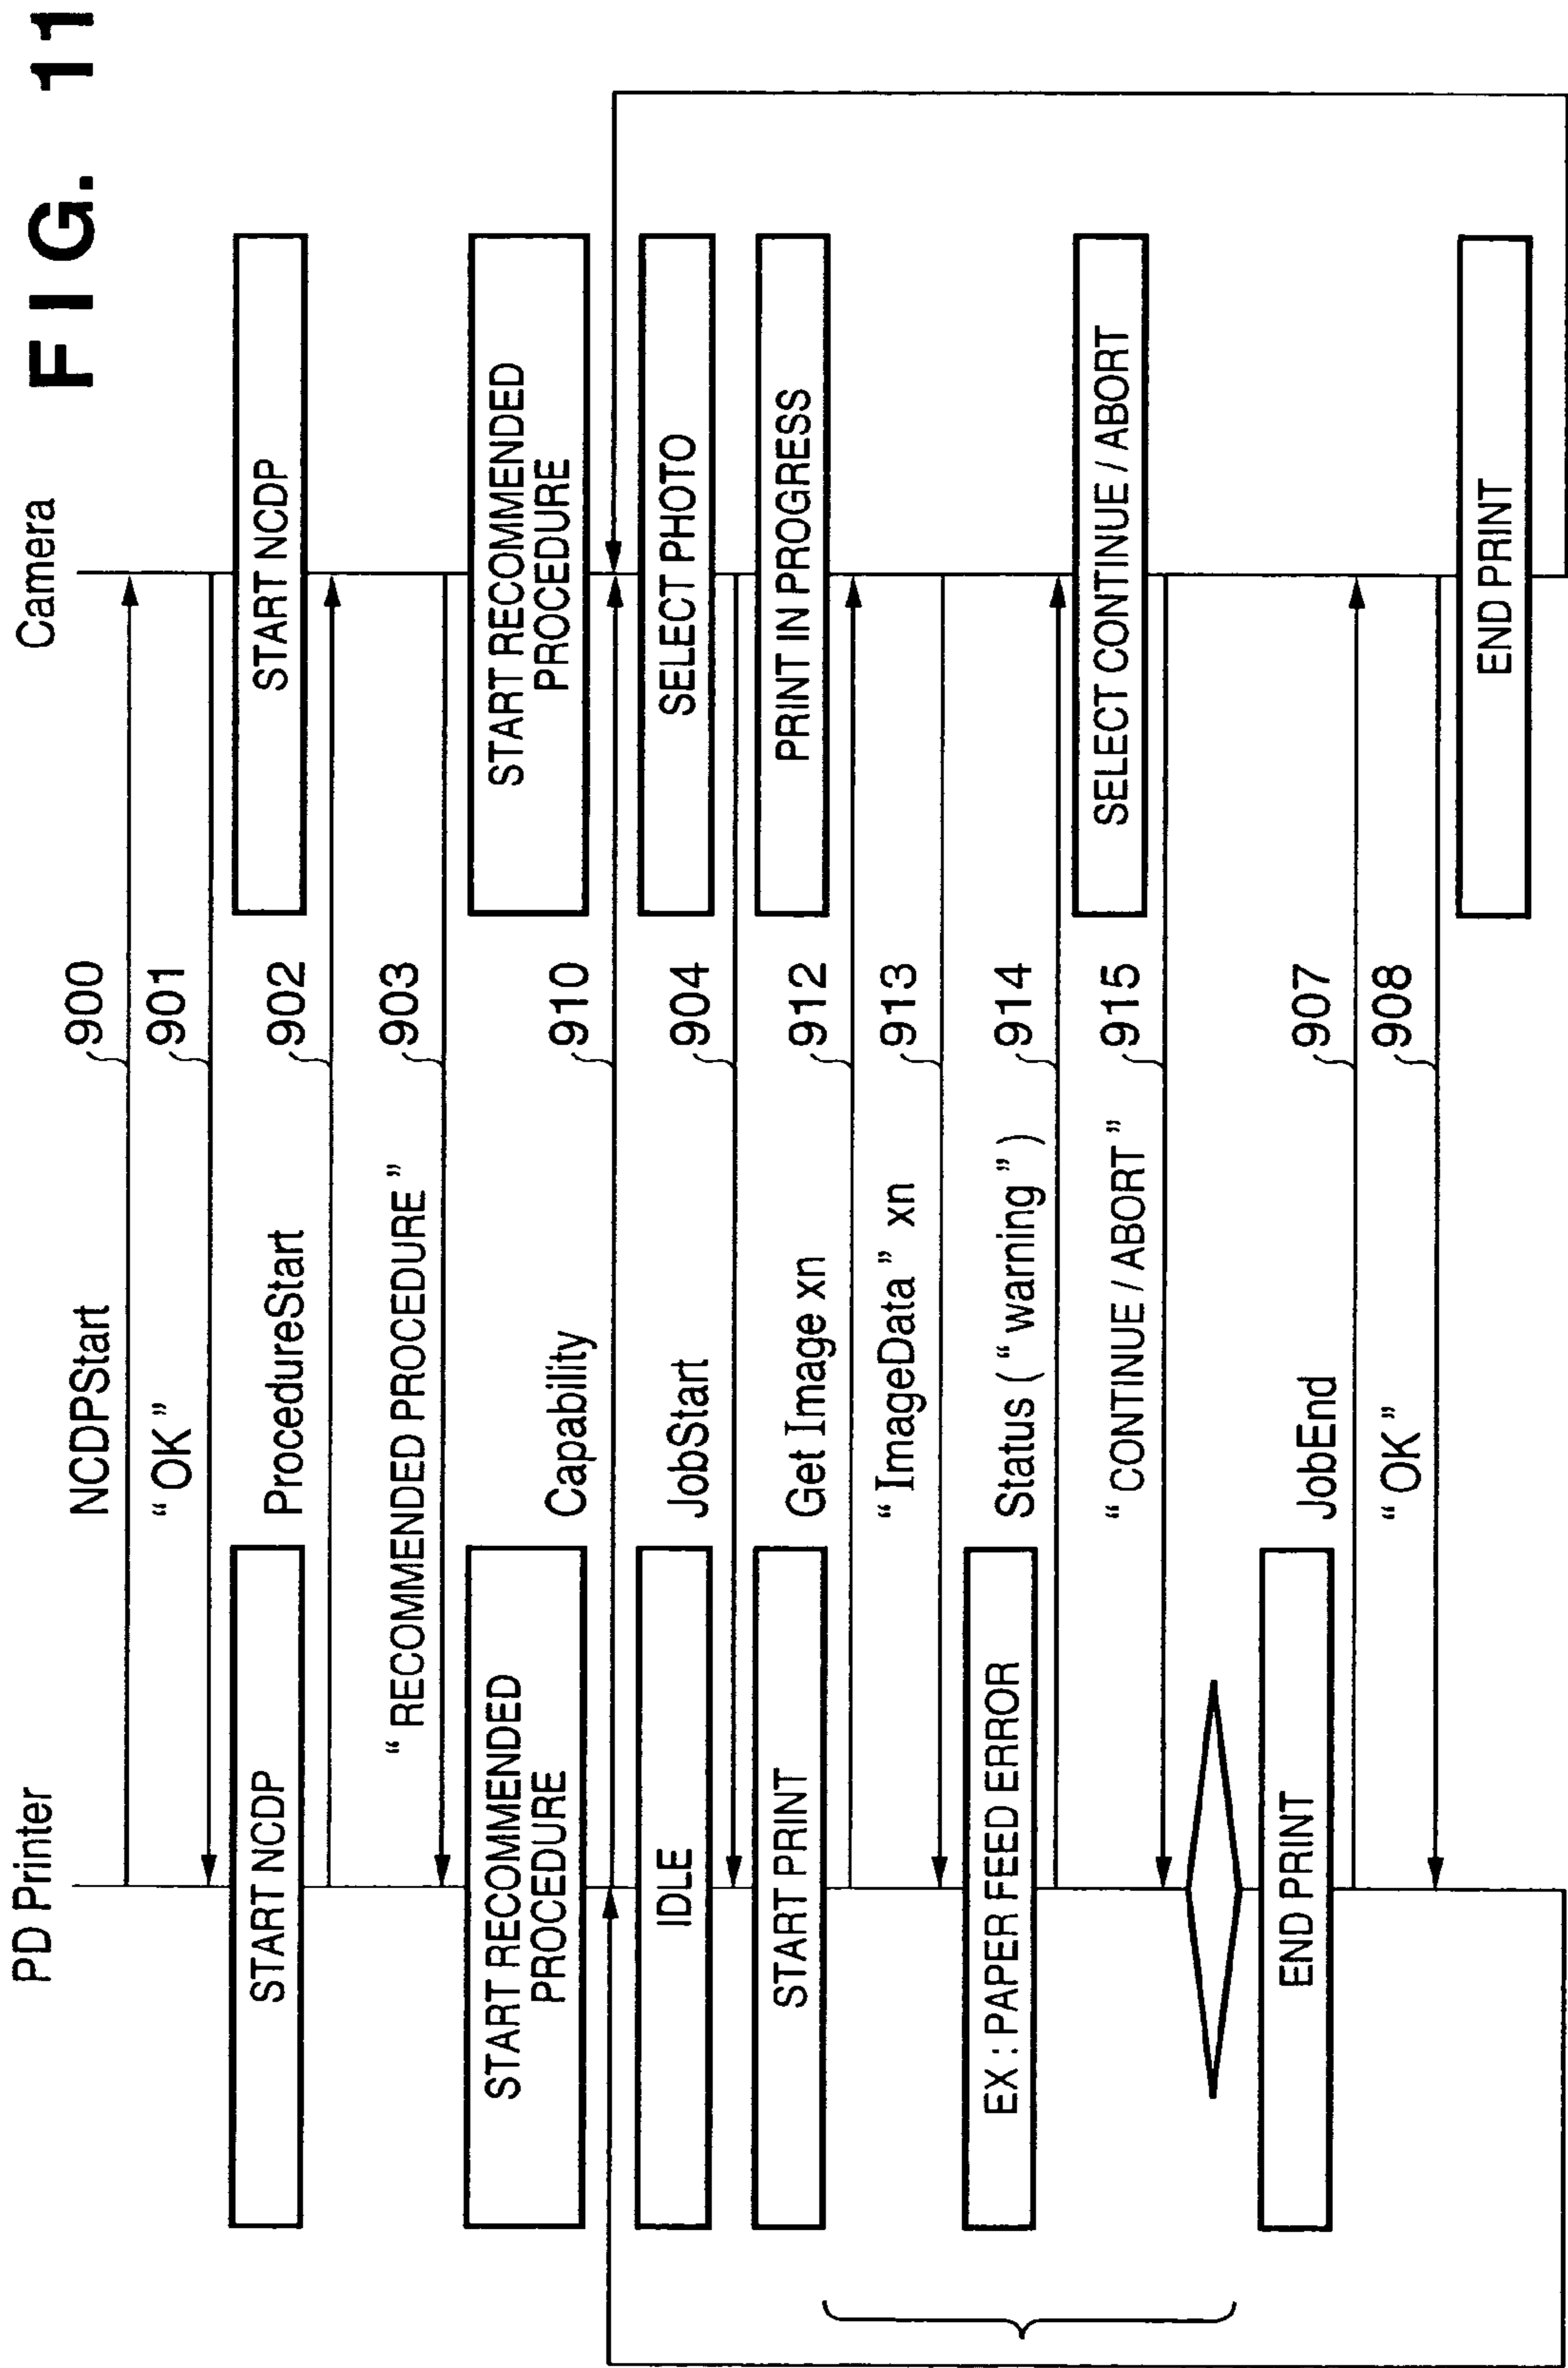 FIG. 11
PD Printer
Camera
NCDPStart
900
"OK"
901
START NCDP
START NCDP
ProcedureStart
902
"RECOMMENDED PROCEDURE"
903
START RECOMMENDED
PROCEDURE
START RECOMMENDED
PROCEDURE
Capability
910
IDLE
SELECT PHOTO
JobStart
904
START PRINT
PRINT IN PROGRESS
Get Image xn
912
"ImageData" xn
913
EX : PAPER FEED ERROR
Status ("warning")
914
SELECT CONTINUE / ABORT
"CONTINUE / ABORT"
915
END PRINT
JobEnd
907
"OK"
908
END PRINT